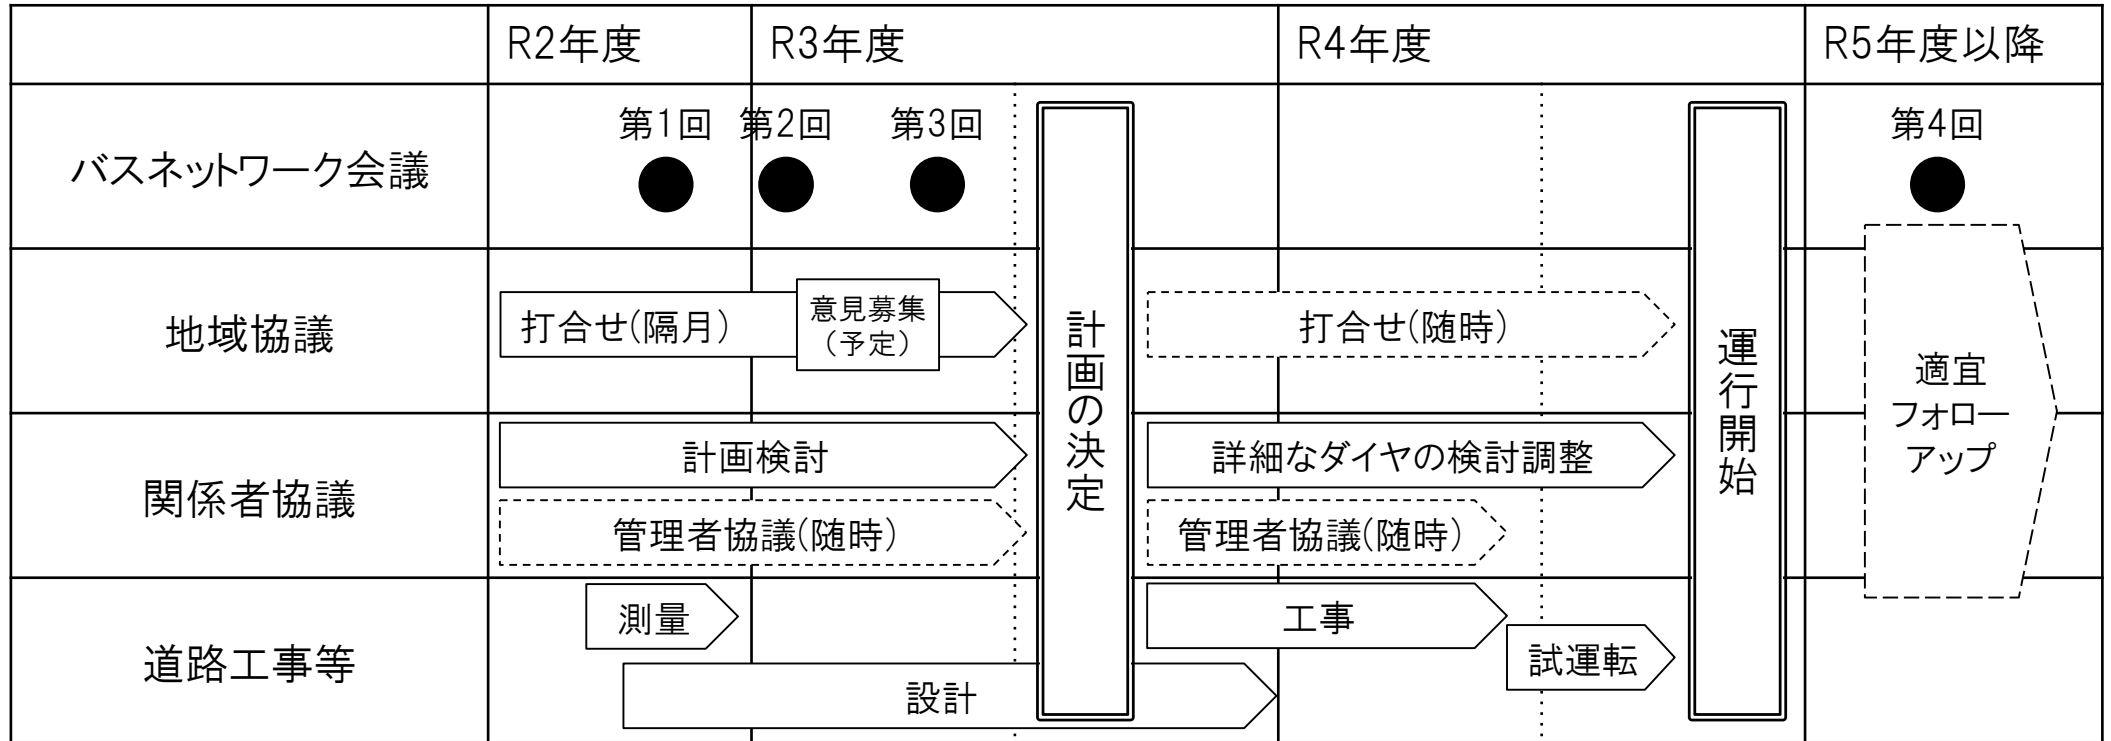 R2年度
R3年度
R4年度
R5年度以降
バスネットワーク会議
第1回
第2回
第3回
第4回
地域協議
打合せ(隔月)
意見募集
(予定)
打合せ(随時)
計画の決定
運行開始
適宜
フォロー
アップ
関係者協議
計画検討
詳細なダイヤの検討調整
管理者協議(随時)
管理者協議(随時)
道路工事等
測量
工事
試運転
設計